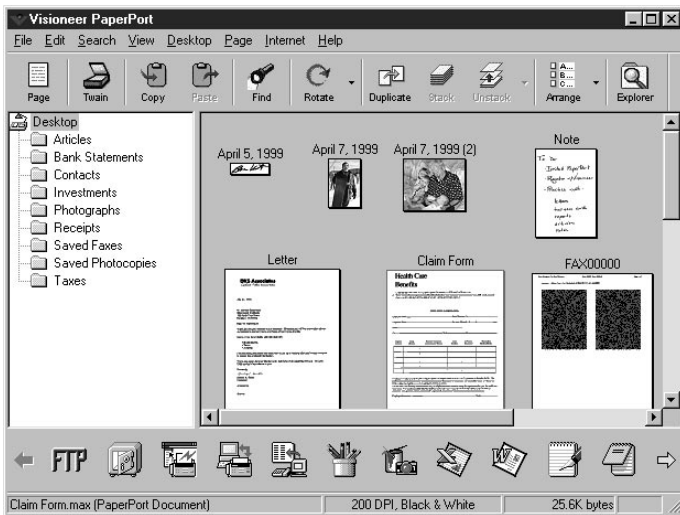 Visioneer PaperPort
File Edit Search View Desktop Page Internet Help
Page Twain Copy Paste Find Rotate Duplicate Stack Unstack Arrange Explorer
Desktop
Articles
Bank Statements
Contacts
Investments
Photographs
Receipts
Saved Faxes
Saved Photocopies
Taxes
April 5, 1999
April 7, 1999
April 7, 1999 (2)
Note
To Do
Letter
Claim Form
FAX00000
Health Care
Benefits
FTP
Claim Form.max (PaperPort Document) 200 DPI, Black & White 25.6K bytes